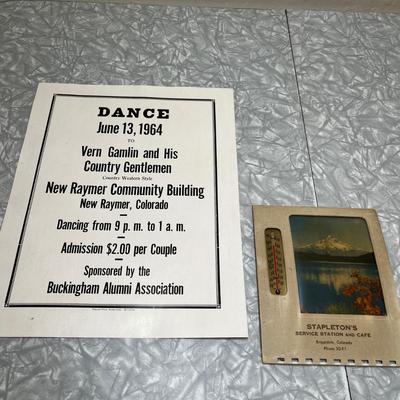 DANCE
June 13, 1964
TO
Vern Gamlin and His
Country Gentlemen
Country Western Style
New Raymer Community Building
New Raymer, Colorado
Dancing from 9 p. m. to 1 a. m.
Admission $2.00 per Couple
Sponsored by the
Buckingham Alumni Association
STAPLETON'S
SERVICE STATION AND CAFE
Briggsdale, Colorado